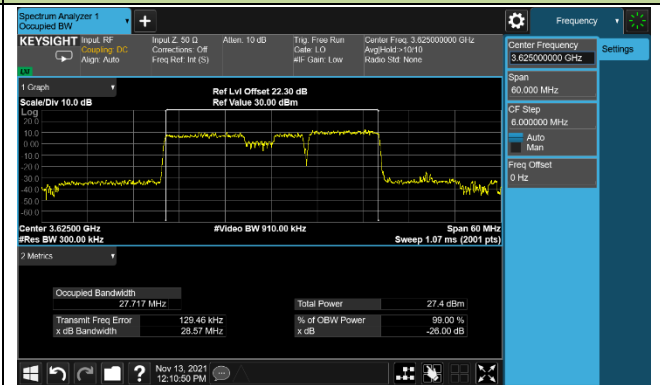 Spectrum Analyzer 1
Occupied BW
Frequency
KEYSIGHT
Input: RF
Coupling: DC
Align: Auto
Input Z: 50 Ω
Corrections: Off
Freq Ref: Int (S)
Atten: 10 dB
Trig: Free Run
Gate: LO
#IF Gain: Low
Center Freq: 3.625000000 GHz
Avg|Hold:>10/10
Radio Std: None
Center Frequency
3.625000000 GHz
Settings
Span
60.000 MHz
CF Step
6.000000 MHz
Auto
Man
Freq Offset
0 Hz
1 Graph
Scale/Div 10.0 dB
Ref Lvl Offset 22.30 dB
Ref Value 30.00 dBm
Log
20.0
10.0
0.00
-10.0
-20.0
-30.0
-40.0
-50.0
-60.0
Center 3.62500 GHz
#Video BW 910.00 kHz
Span 60 MHz
#Res BW 300.00 kHz
Sweep 1.07 ms (2001 pts)
2 Metrics
Occupied Bandwidth
27.717 MHz
Total Power
27.4 dBm
Transmit Freq Error
129.46 kHz
% of OBW Power
99.00 %
x dB Bandwidth
28.57 MHz
x dB
-26.00 dB
Nov 13, 2021
12:10:50 PM